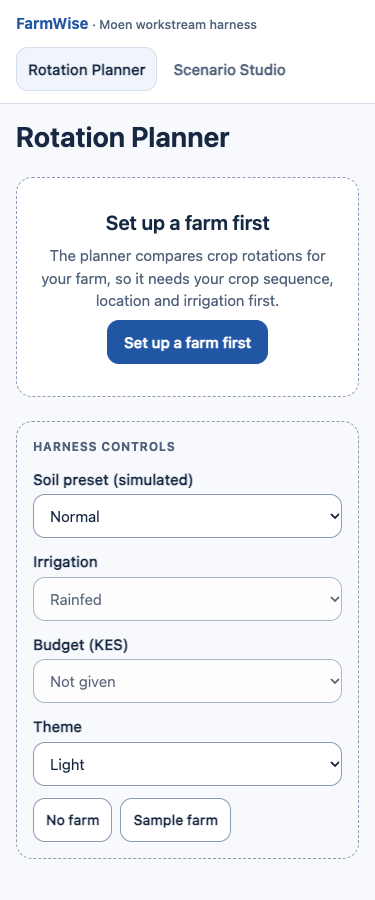 FarmWise · Moen workstream harness
Rotation Planner
Scenario Studio
Rotation Planner
Set up a farm first
The planner compares crop rotations for
your farm, so it needs your crop sequence,
location and irrigation first.
Set up a farm first
HARNESS CONTROLS
Soil preset (simulated)
Normal
Irrigation
Rainfed
Budget (KES)
Not given
Theme
Light
No farm
Sample farm